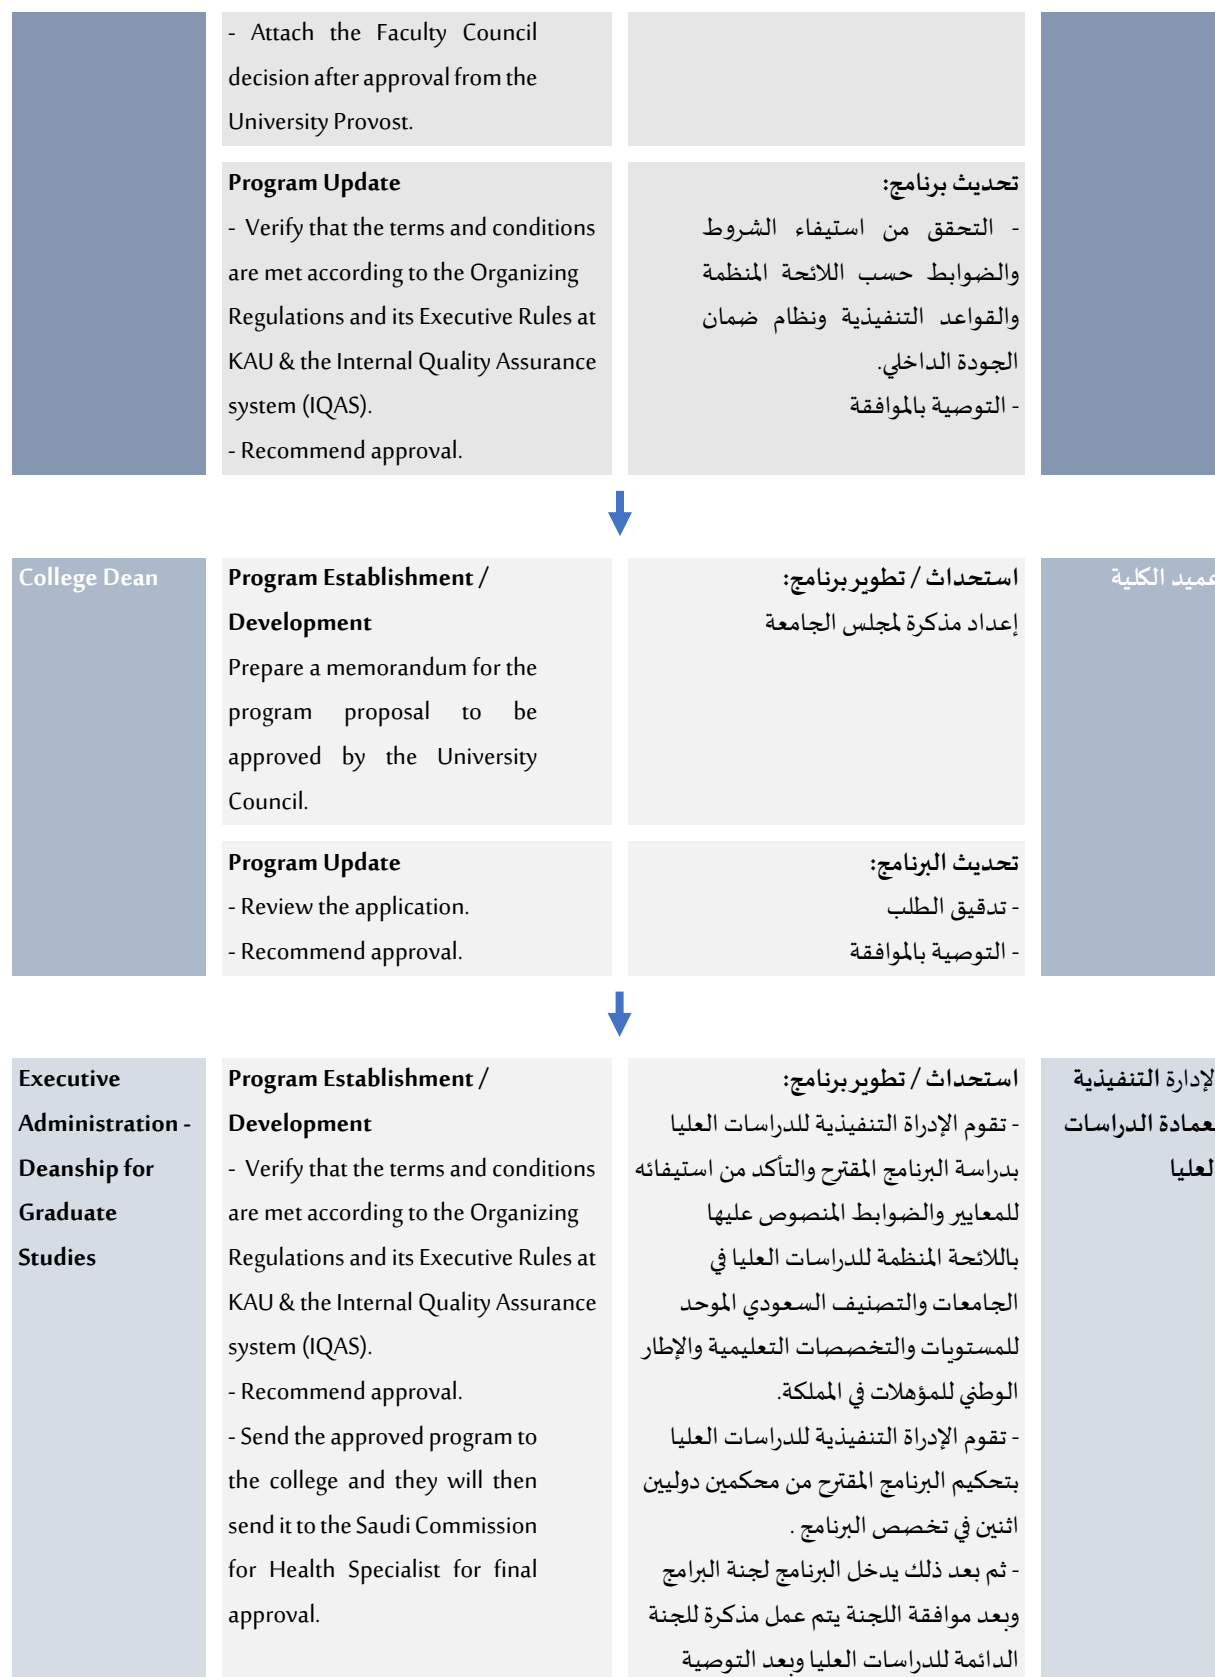 - Attach the Faculty Council
decision after approval from the
University Provost.
Program Update
- Verify that the terms and conditions
are met according to the Organizing
Regulations and its Executive Rules at
KAU & the Internal Quality Assurance
system (IQAS).
- Recommend approval.
تحديث برنامج:
- التحقق من استيفاء الشروط
والضوابط حسب اللائحة المنظمة
والقواعد التنفيذية ونظام ضمان
الجودة الداخلي.
- التوصية بالموافقة
College Dean
Program Establishment /
Development
Prepare a memorandum for the
program proposal to be
approved by the University
Council.
استحداث / تطوير برنامج:
إعداد مذكرة لمجلس الجامعة
عميد الكلية
Program Update
- Review the application.
- Recommend approval.
تحديث البرنامج:
- تدقيق الطلب
- التوصية بالموافقة
Executive
Administration -
Deanship for
Graduate
Studies
Program Establishment /
Development
- Verify that the terms and conditions
are met according to the Organizing
Regulations and its Executive Rules at
KAU & the Internal Quality Assurance
system (IQAS).
- Recommend approval.
- Send the approved program to
the college and they will then
send it to the Saudi Commission
for Health Specialist for final
approval.
استحداث / تطوير برنامج:
- تقوم الإدراة التنفيذية للدراسات العليا
بدراسة البرنامج المقترح والتأكد من استيفائه
للمعايير والضوابط المنصوص عليها
باللائحة المنظمة للدراسات العليا في
الجامعات والتصنيف السعودي الموحد
للمستويات والتخصصات التعليمية والإطار
الوطني للمؤهلات في المملكة.
- تقوم الإدراة التنفيذية للدراسات العليا
بتحكيم البرنامج المقترح من محكمين دوليين
اثنين في تخصص البرنامج .
- ثم بعد ذلك يدخل البرنامج لجنة البرامج
وبعد موافقة اللجنة يتم عمل مذكرة للجنة
الدائمة للدراسات العليا وبعد التوصية
لإدارة التنفيذية
عمادة الدراسات
لعليا